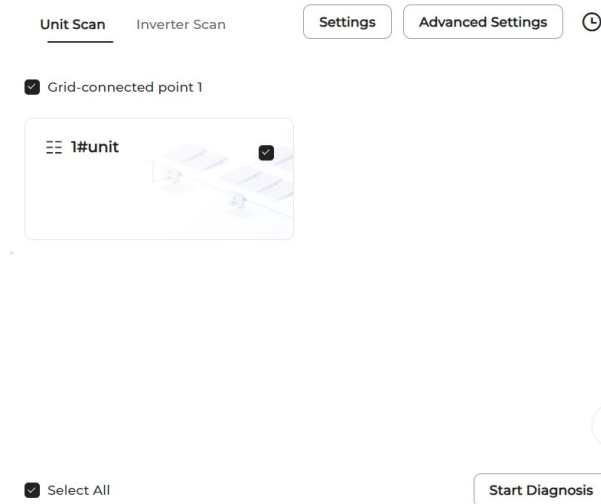 Unit Scan Inverter Scan Settings Advanced Settings
Grid-connected point 1
1#unit
Select All Start Diagnosis